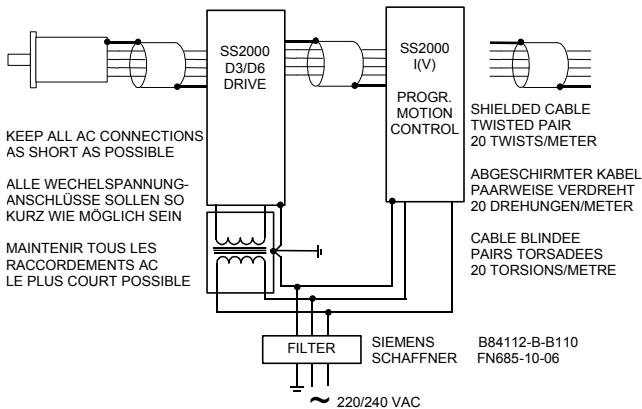 SS2000
D3/D6
DRIVE
SS2000
I(V)
PROGR.
MOTION
CONTROL
KEEP ALL AC CONNECTIONS
AS SHORT AS POSSIBLE
ALLE WECHELSPANNUNG-
ANSCHLÜSSE SOLLEN SO
KURZ WIE MÖGLICH SEIN
MAINTENIR TOUS LES
RACCORDEMENTS AC
LE PLUS COURT POSSIBLE
SHIELDED CABLE
TWISTED PAIR
20 TWISTS/METER
ABGESCHIRMTER KABEL
PAARWEISE VERDREHT
20 DREHUNGEN/METER
CABLE BLINDEE
PAIRS TORSADEES
20 TORSIONS/METRE
FILTER
SIEMENS B84112-B-B110
SCHAFFNER FN685-10-06
~ 220/240 VAC